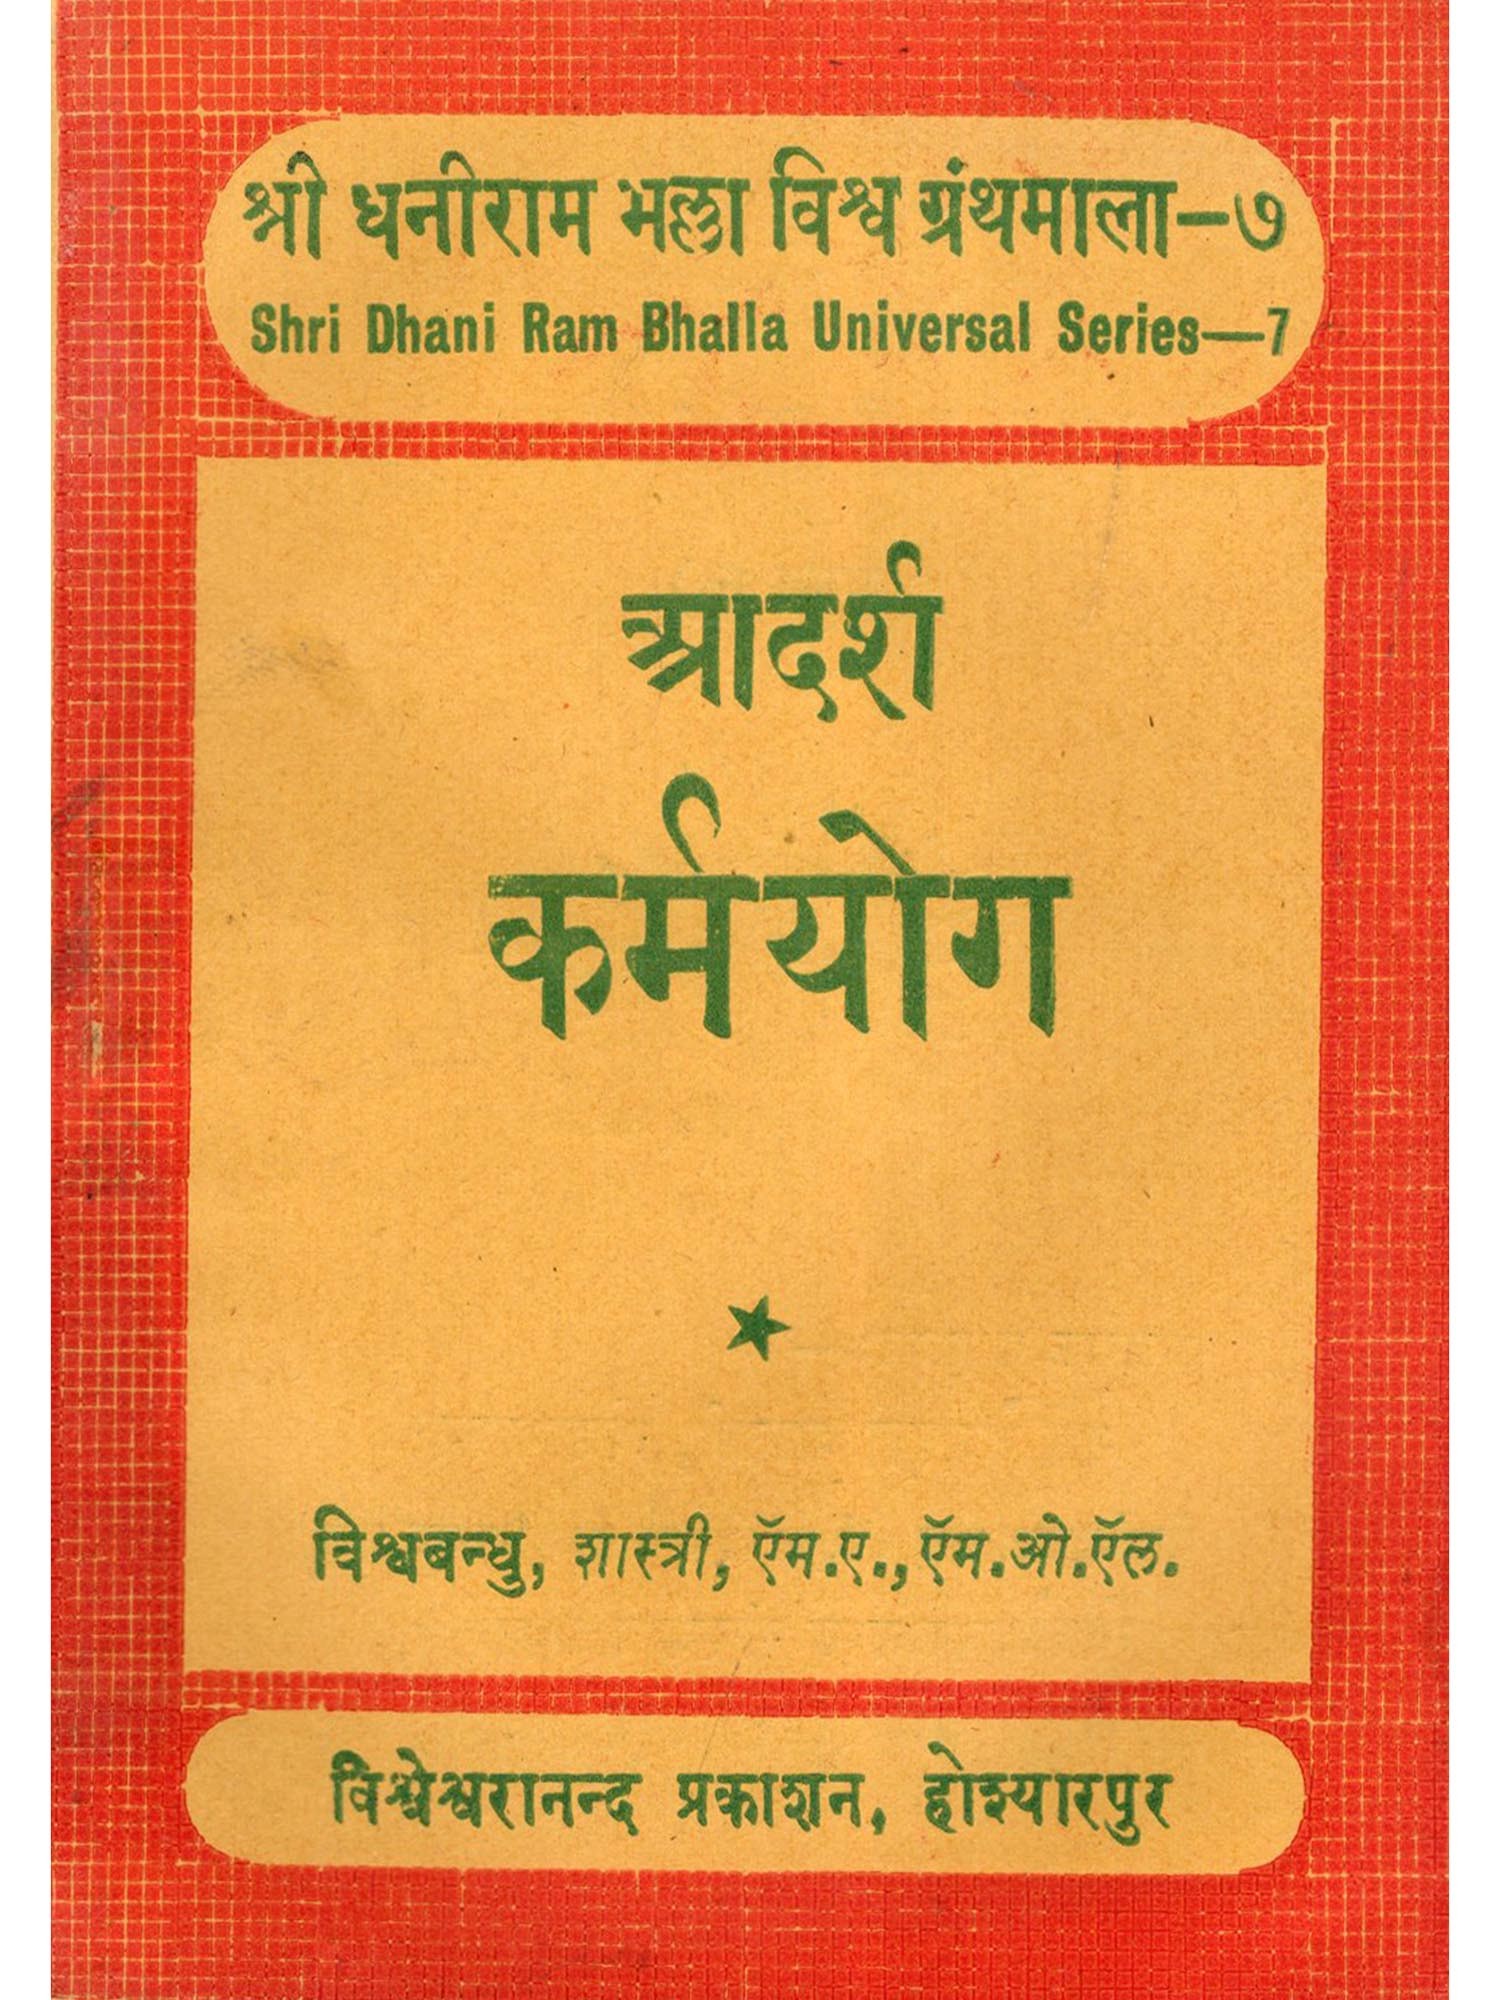 श्री धनीराम भल्ला विश्व ग्रंथमाला-७
Shri Dhani Ram Bhalla Universal Series—7
आदर्श
कर्मयोग
विश्वबन्धु, शास्त्री, ऍम.ए., ऍम.ओ.ऍल.
विश्वेश्वरानन्द प्रकाशन, होश्यारपुर